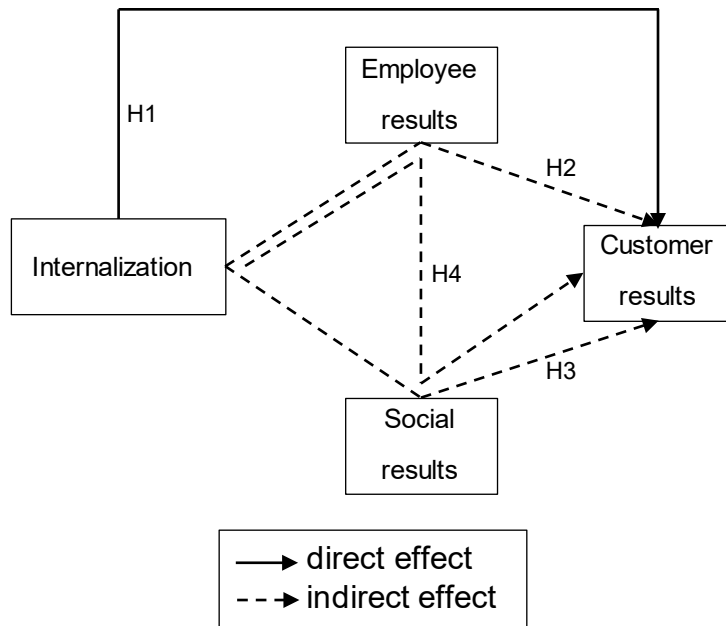 Employee
results
H1
H2
Internalization
Customer
results
H4
H3
Social
results
direct effect
indirect effect